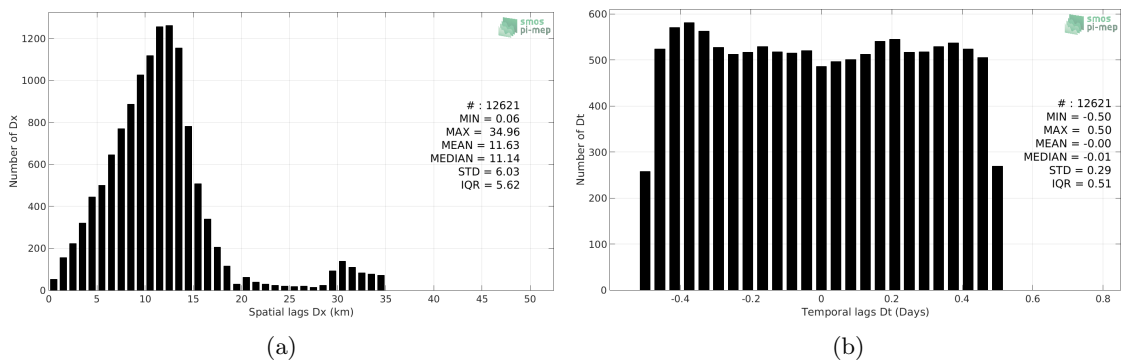 smos
pi-mep
1200
1000
800
600
400
200
0
Number of Dx
# : 12621
MIN = 0.06
MAX = 34.96
MEAN = 11.63
MEDIAN = 11.14
STD = 6.03
IQR = 5.62
0 5 10 15 20 25 30 35 40 45 50
Spatial lags Dx (km)
(a)
smos
pi-mep
600
500
400
300
200
100
0
Number of Dt
# : 12621
MIN = -0.50
MAX = 0.50
MEAN = -0.00
MEDIAN = -0.01
STD = 0.29
IQR = 0.51
-0.4 -0.2 0 0.2 0.4 0.6 0.8
Temporal lags Dt (Days)
(b)